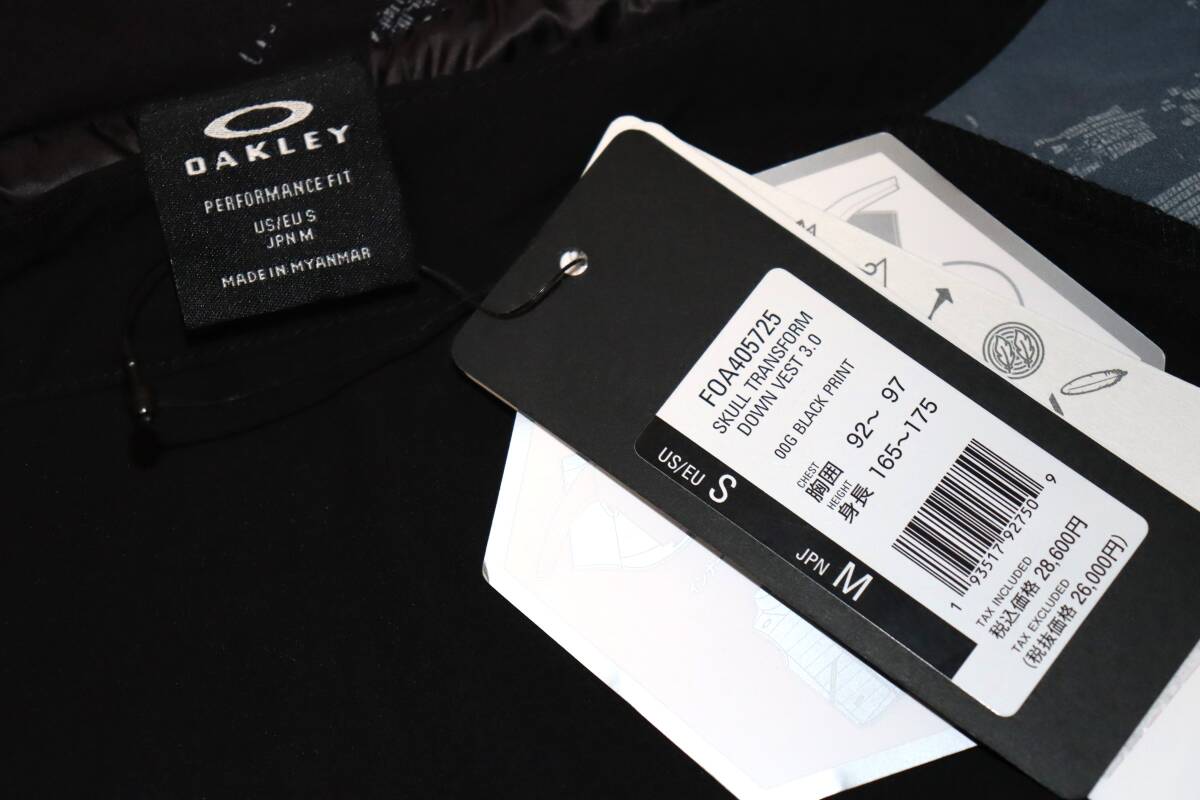 OAKLEY
PERFORMANCE FIT
US/EU S
JPN M
MADE IN MYANMAR
FOA405725
SKULL TRANSFORM
DOWN VEST 3.0
00G BLACK PRINT
CHEST
胸囲 92～ 97
HEIGHT
身長 165～175
US/EU S
JPN M
1 93517 92750 9
TAX INCLUDED
税込価格 28,600円
TAX EXCLUDED
(税抜価格 26,000円)